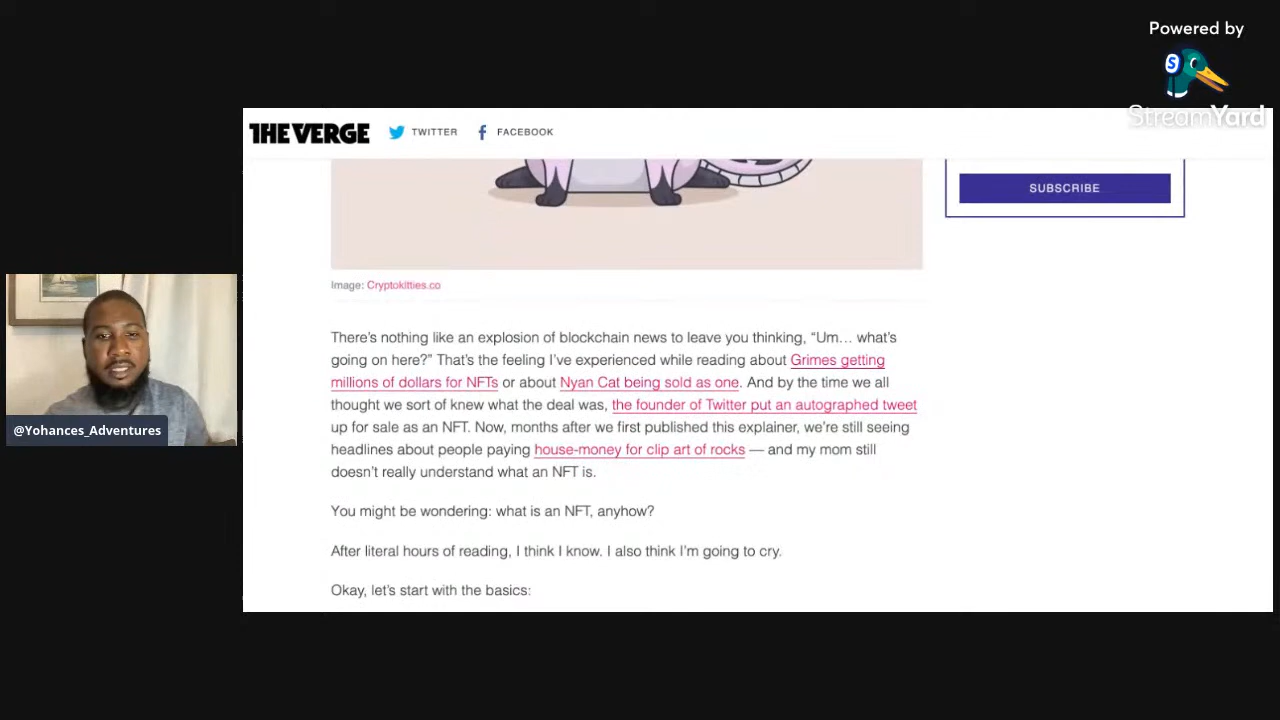 Powered by
S
StreamYard
THE VERGE TWITTER FACEBOOK
SUBSCRIBE
Image: Cryptokitties.co
There’s nothing like an explosion of blockchain news to leave you thinking, “Um… what’s
going on here?” That’s the feeling I’ve experienced while reading about Grimes getting
millions of dollars for NFTs or about Nyan Cat being sold as one. And by the time we all
thought we sort of knew what the deal was, the founder of Twitter put an autographed tweet
up for sale as an NFT. Now, months after we first published this explainer, we’re still seeing
headlines about people paying house-money for clip art of rocks — and my mom still
doesn’t really understand what an NFT is.
You might be wondering: what is an NFT, anyhow?
After literal hours of reading, I think I know. I also think I’m going to cry.
Okay, let’s start with the basics:
@Yohances_Adventures